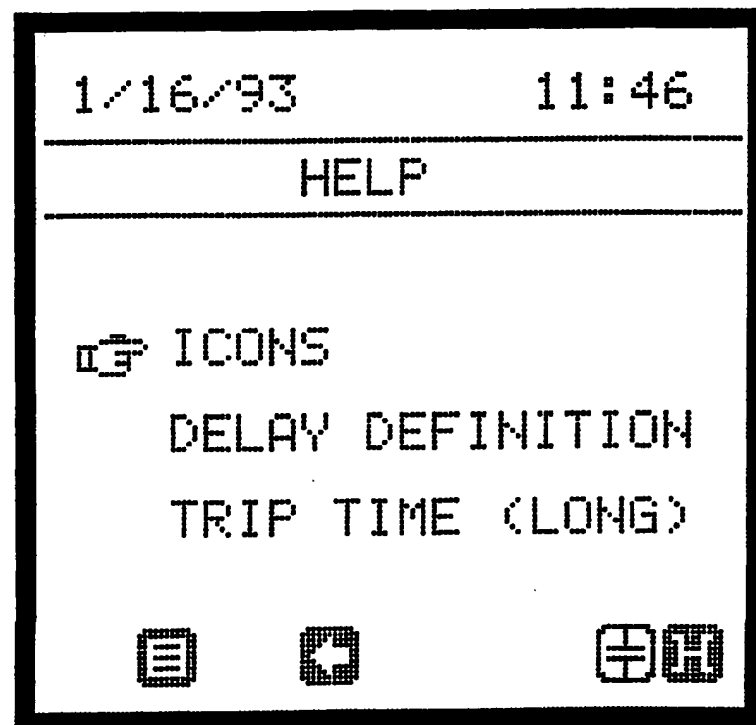 1/16/93 11:46
HELP
ICONS
DELAY DEFINITION
TRIP TIME (LONG)
H